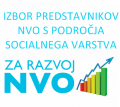 IZBOR PREDSTAVNIKOV
NVO S PODROČJA
SOCIALNEGA VARSTVA
ZA RAZVOJ
NVO